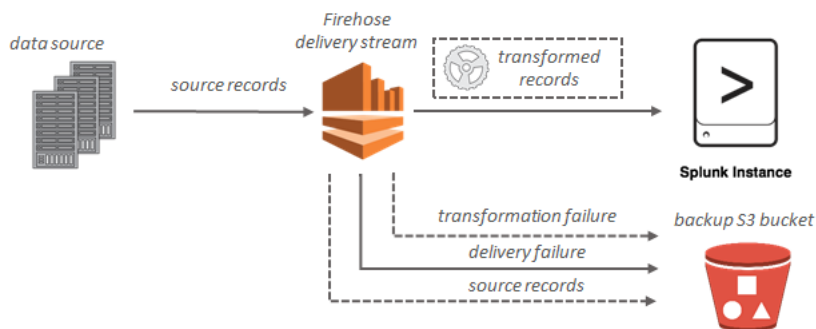 data source
Firehose
delivery stream
source records
transformed
records
>
Splunk Instance
transformation failure
delivery failure
source records
backup S3 bucket